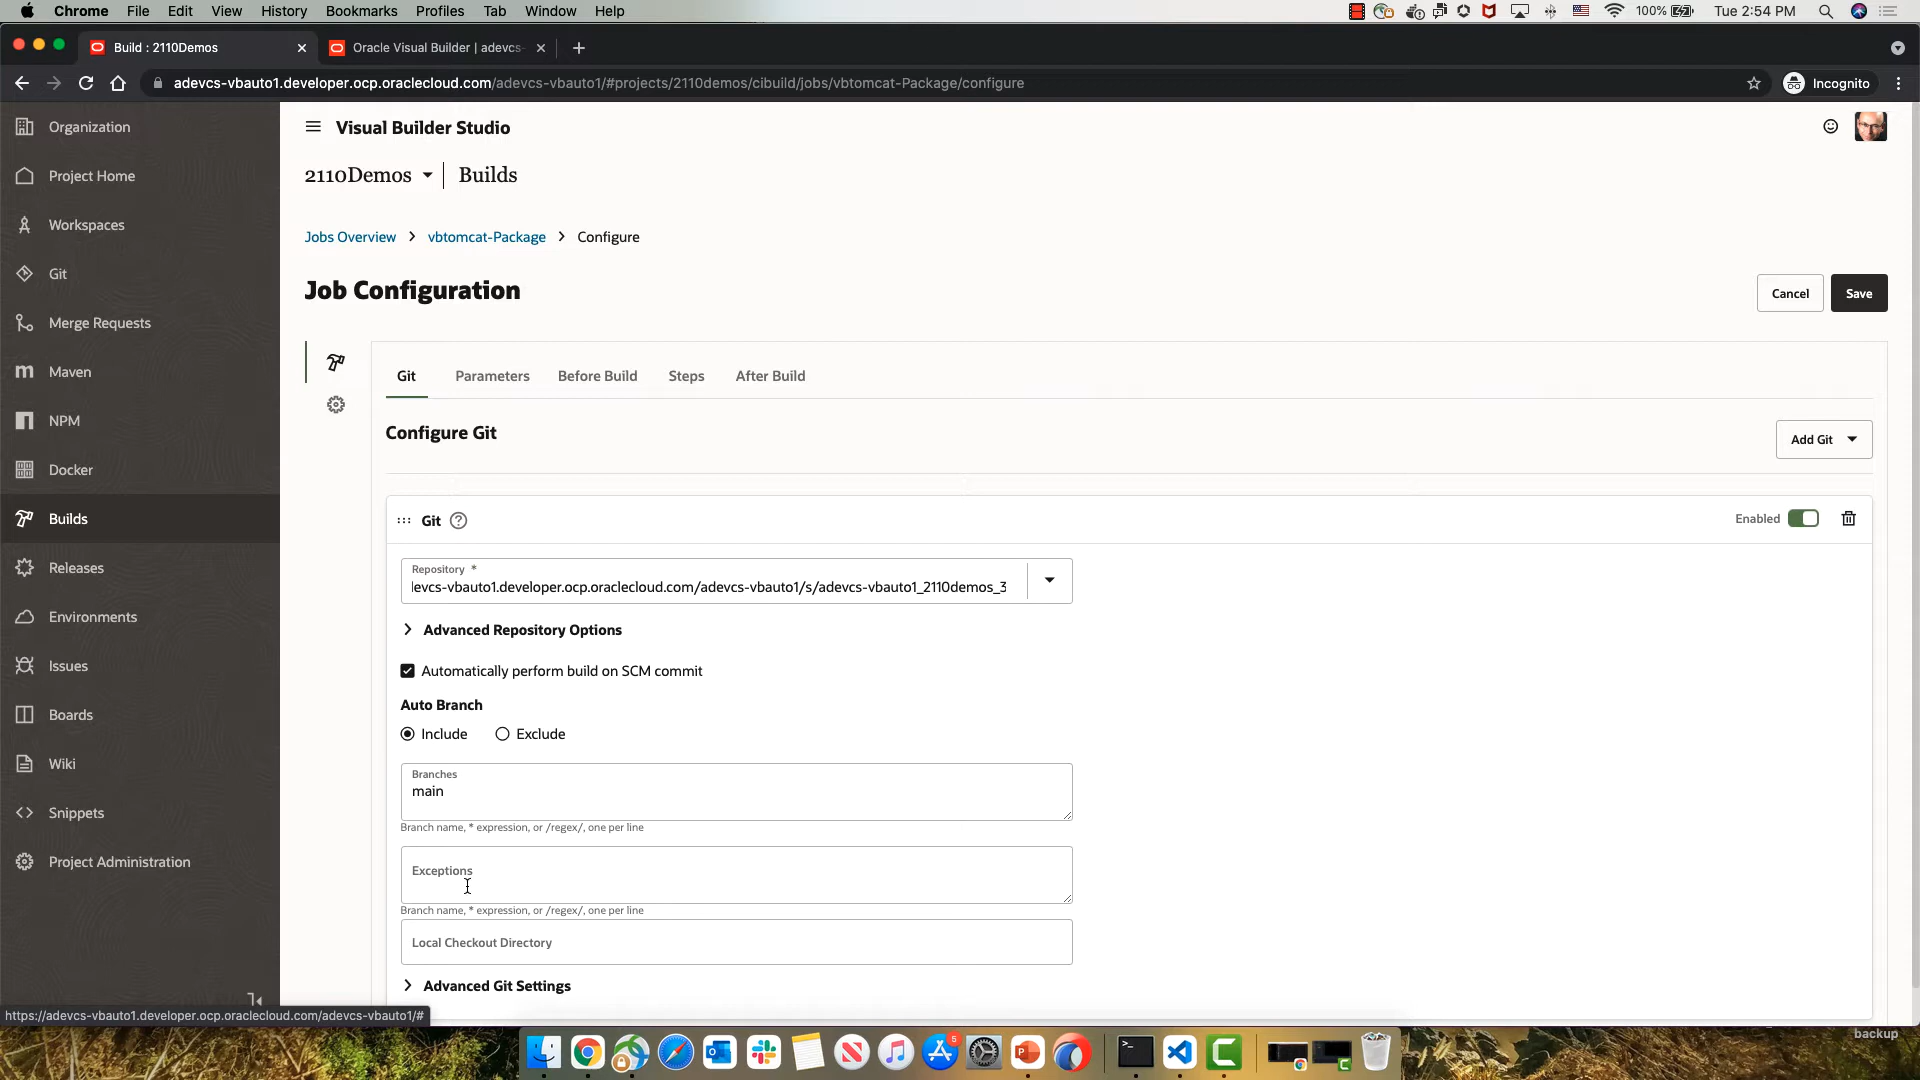 Chrome File Edit View History Bookmarks Profiles Tab Window Help 100% Tue 2:54 PM
Build : 2110Demos Oracle Visual Builder | adevcs-
adevcs-vbauto1.developer.ocp.oraclecloud.com/adevcs-vbauto1/#projects/2110demos/cibuild/jobs/vbtomcat-Package/configure Incognito
Organization
Project Home
Workspaces
Git
Merge Requests
Maven
NPM
Docker
Builds
Releases
Environments
Issues
Boards
Wiki
Snippets
Project Administration
https://adevcs-vbauto1.developer.ocp.oraclecloud.com/adevcs-vbauto1/#
Visual Builder Studio
2110Demos Builds
Jobs Overview > vbtomcat-Package > Configure
Job Configuration
Cancel Save
Git Parameters Before Build Steps After Build
Configure Git
Add Git
Git ?
Enabled
Repository *
levcs-vbauto1.developer.ocp.oraclecloud.com/adevcs-vbauto1/s/adevcs-vbauto1_2110demos_3
Advanced Repository Options
Automatically perform build on SCM commit
Auto Branch
Include Exclude
Branches
main
Branch name, * expression, or /regex/, one per line
Exceptions
Branch name, * expression, or /regex/, one per line
Local Checkout Directory
Advanced Git Settings
backup
5